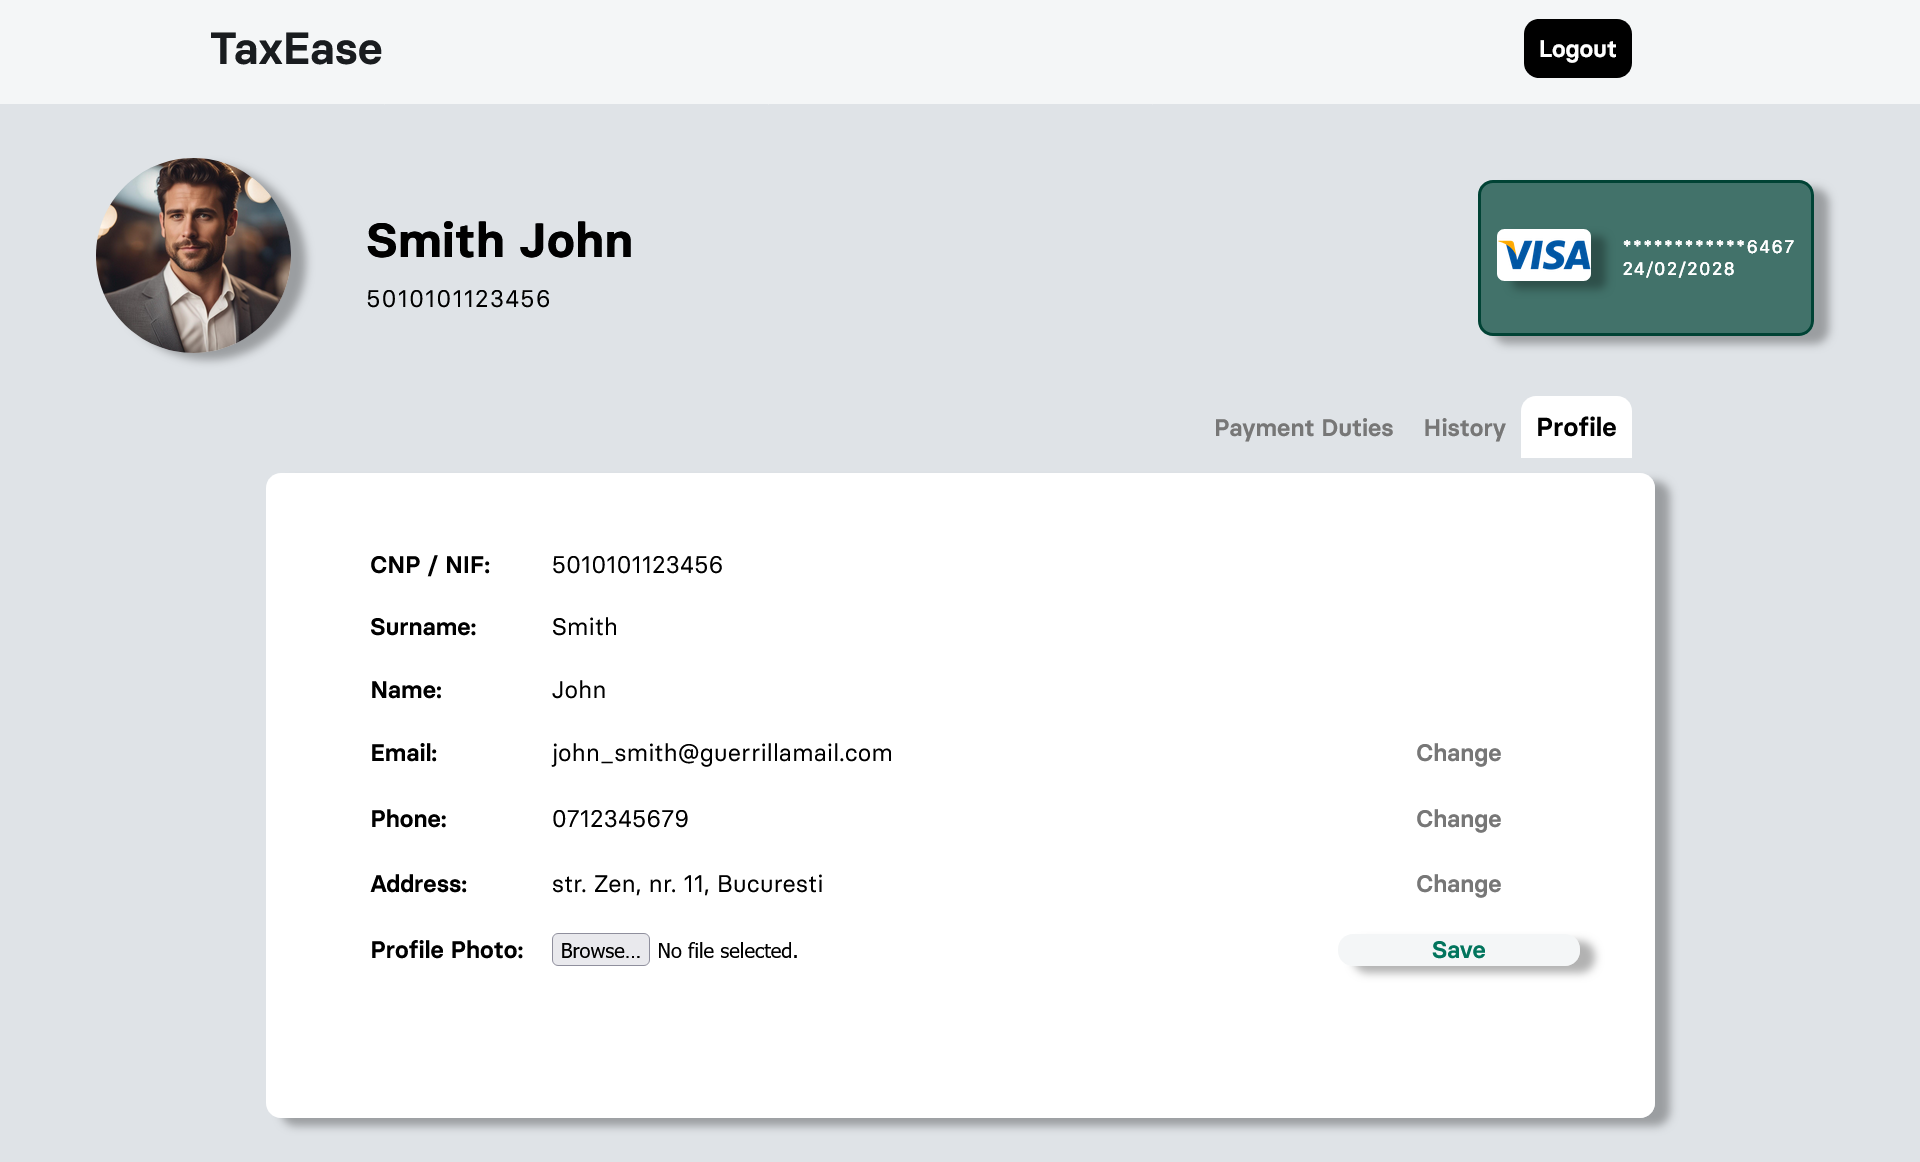 TaxEase
Logout
Smith John
5010101123456
VISA
************6467
24/02/2028
Payment Duties
History
Profile
CNP / NIF: 5010101123456
Surname: Smith
Name: John
Email: john_smith@guerrillamail.com Change
Phone: 0712345679 Change
Address: str. Zen, nr. 11, Bucuresti Change
Profile Photo: Browse... No file selected. Save